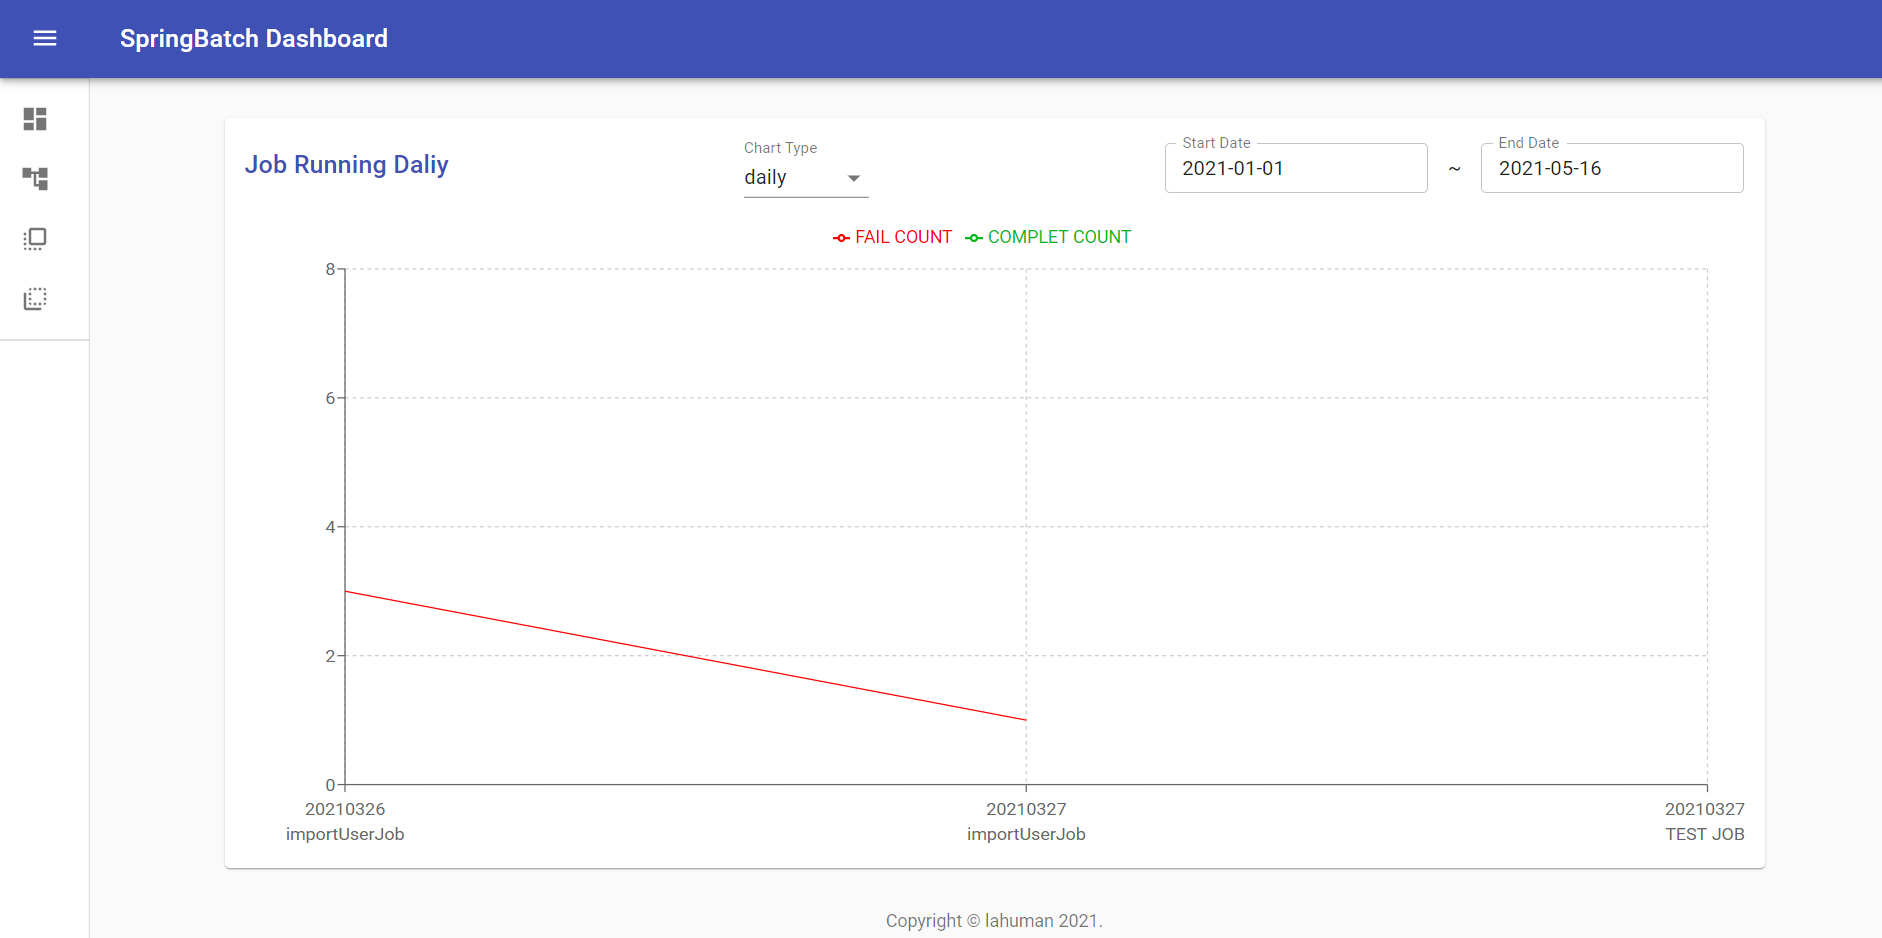 SpringBatch Dashboard
Job Running Daliy
Chart Type
daily
Start Date
2021-01-01
~
End Date
2021-05-16
FAIL COUNT
COMPLET COUNT
8
6
4
2
0
20210326
importUserJob
20210327
importUserJob
20210327
TEST JOB
Copyright © lahuman 2021.